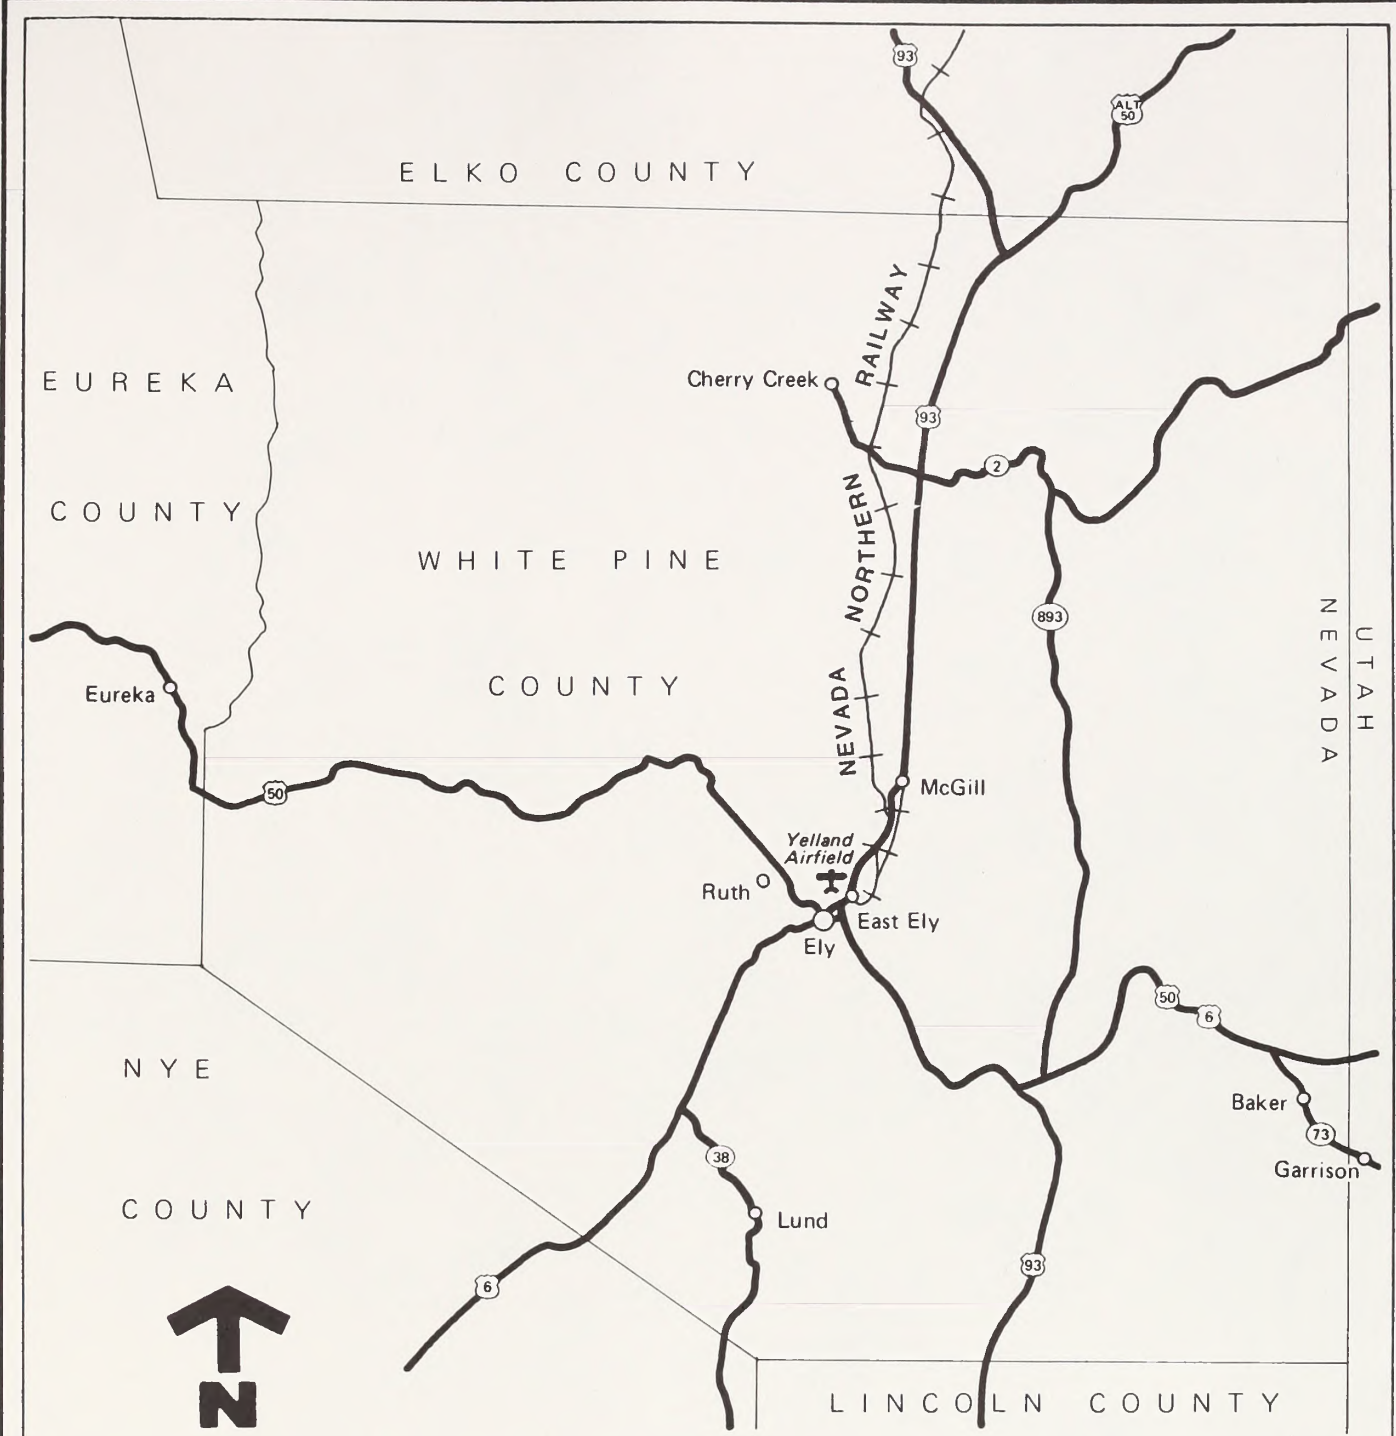 93
ALT
50
ELKO COUNTY
RAILWAY
EUREKA
Cherry Creek
93
2
COUNTY
NORTHERN
WHITE PINE
893
NEVADA
UTAH
COUNTY
Eureka
NEVADA
50
McGill
Yelland
Airfield
Ruth
East Ely
Ely
50
6
NYE
Baker
73
38
Garrison
COUNTY
Lund
93
6
N
LINCOLN COUNTY